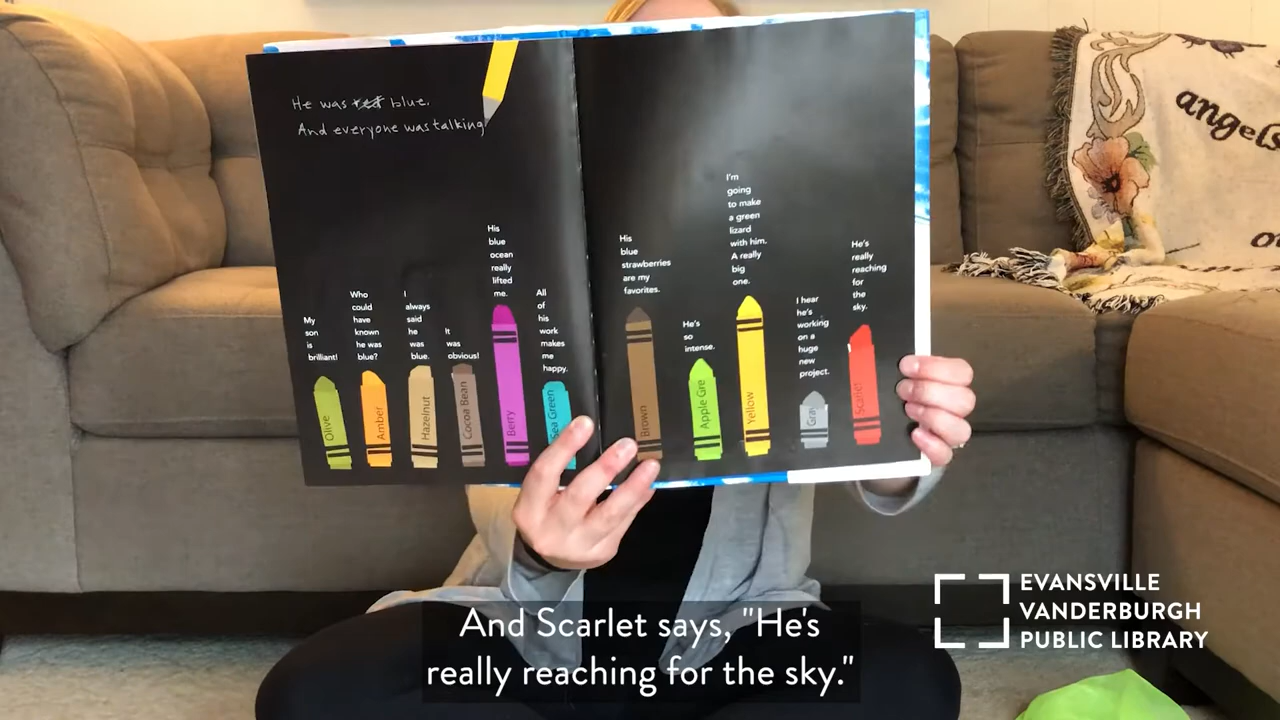 He was red blue.
And everyone was talking.
My
son
is
brilliant!
Who
could
have
known
he was
blue?
I
always
said
he
was
blue.
It
was
obvious!
His
blue
ocean
really
lifted
me.
All
of
his
work
makes
me
happy.
His
blue
strawberries
are my
favorites.
He's
so
intense.
I'm
going
to make
a green
lizard
with him.
A really
big
one.
I hear
he's
working
on a
huge
new
project.
He's
really
reaching
for
the
sky.
Olive
Amber
Hazelnut
Cocoa Bean
Berry
Sea Green
Brown
Apple Gre
Yellow
Gray
Scarlet
angels
EVANSVILLE
VANDERBURGH
PUBLIC LIBRARY
And Scarlet says, "He's
really reaching for the sky."